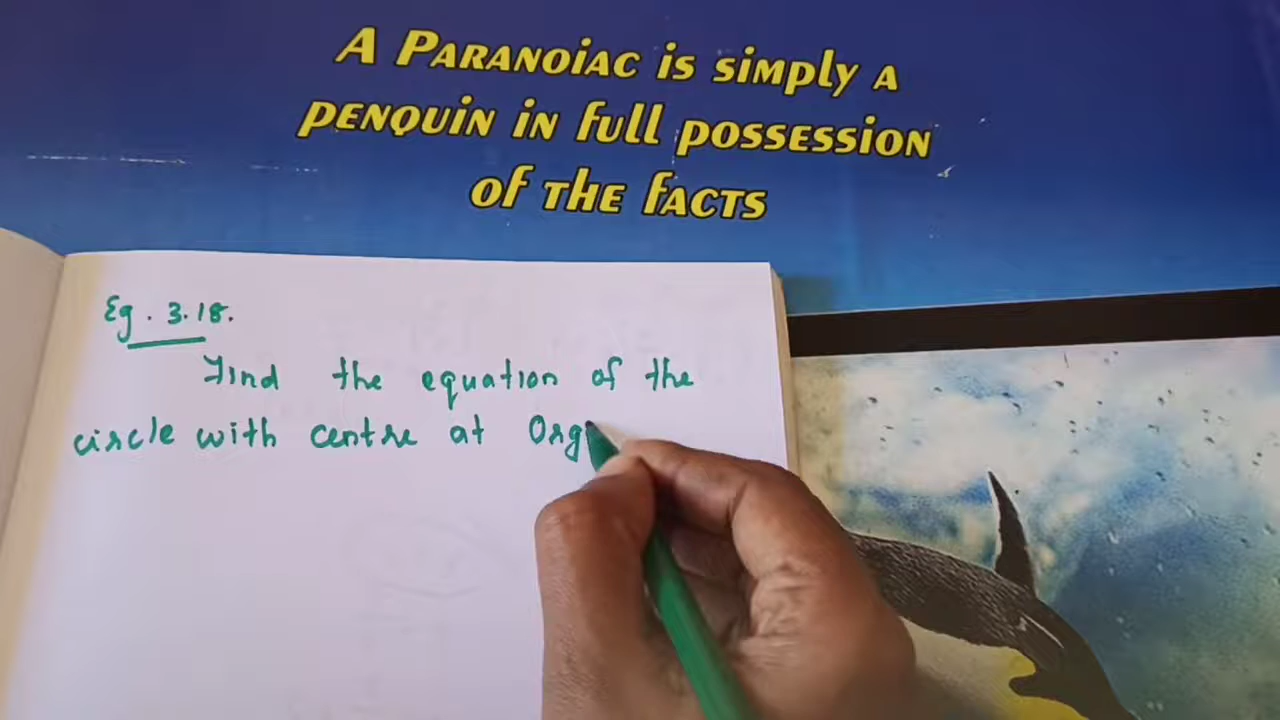 A PARANOIAC is simply A
PENQUIN iN full POSSESSION
of THE FACTS
Eg. 3.18.
Find the equation of the
circle with centre at Org